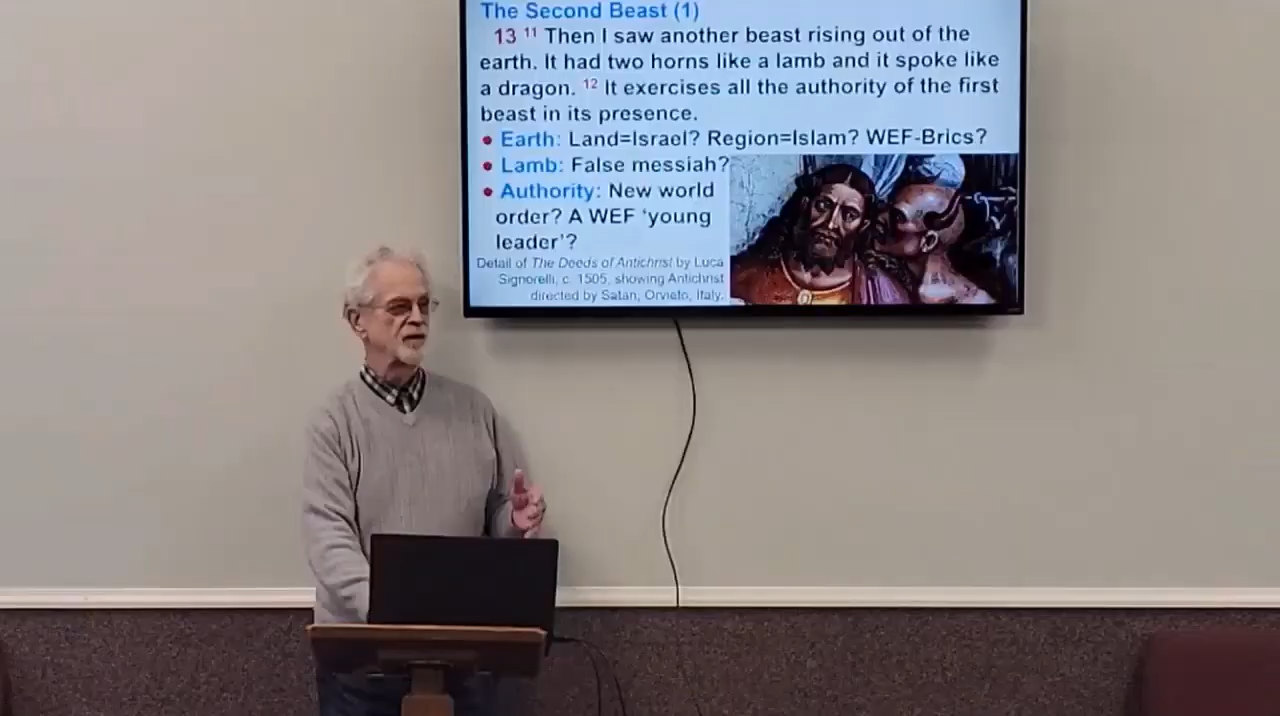 The Second Beast (1)
13 11 Then I saw another beast rising out of the
earth. It had two horns like a lamb and it spoke like
a dragon. 12 It exercises all the authority of the first
beast in its presence.
• Earth: Land=Israel? Region=Islam? WEF-Brics?
• Lamb: False messiah?
• Authority: New world
order? A WEF ‘young
leader’?
Detail of The Deeds of Antichrist by Luca
Signorelli, c. 1505, showing Antichrist
directed by Satan, Orvieto, Italy.